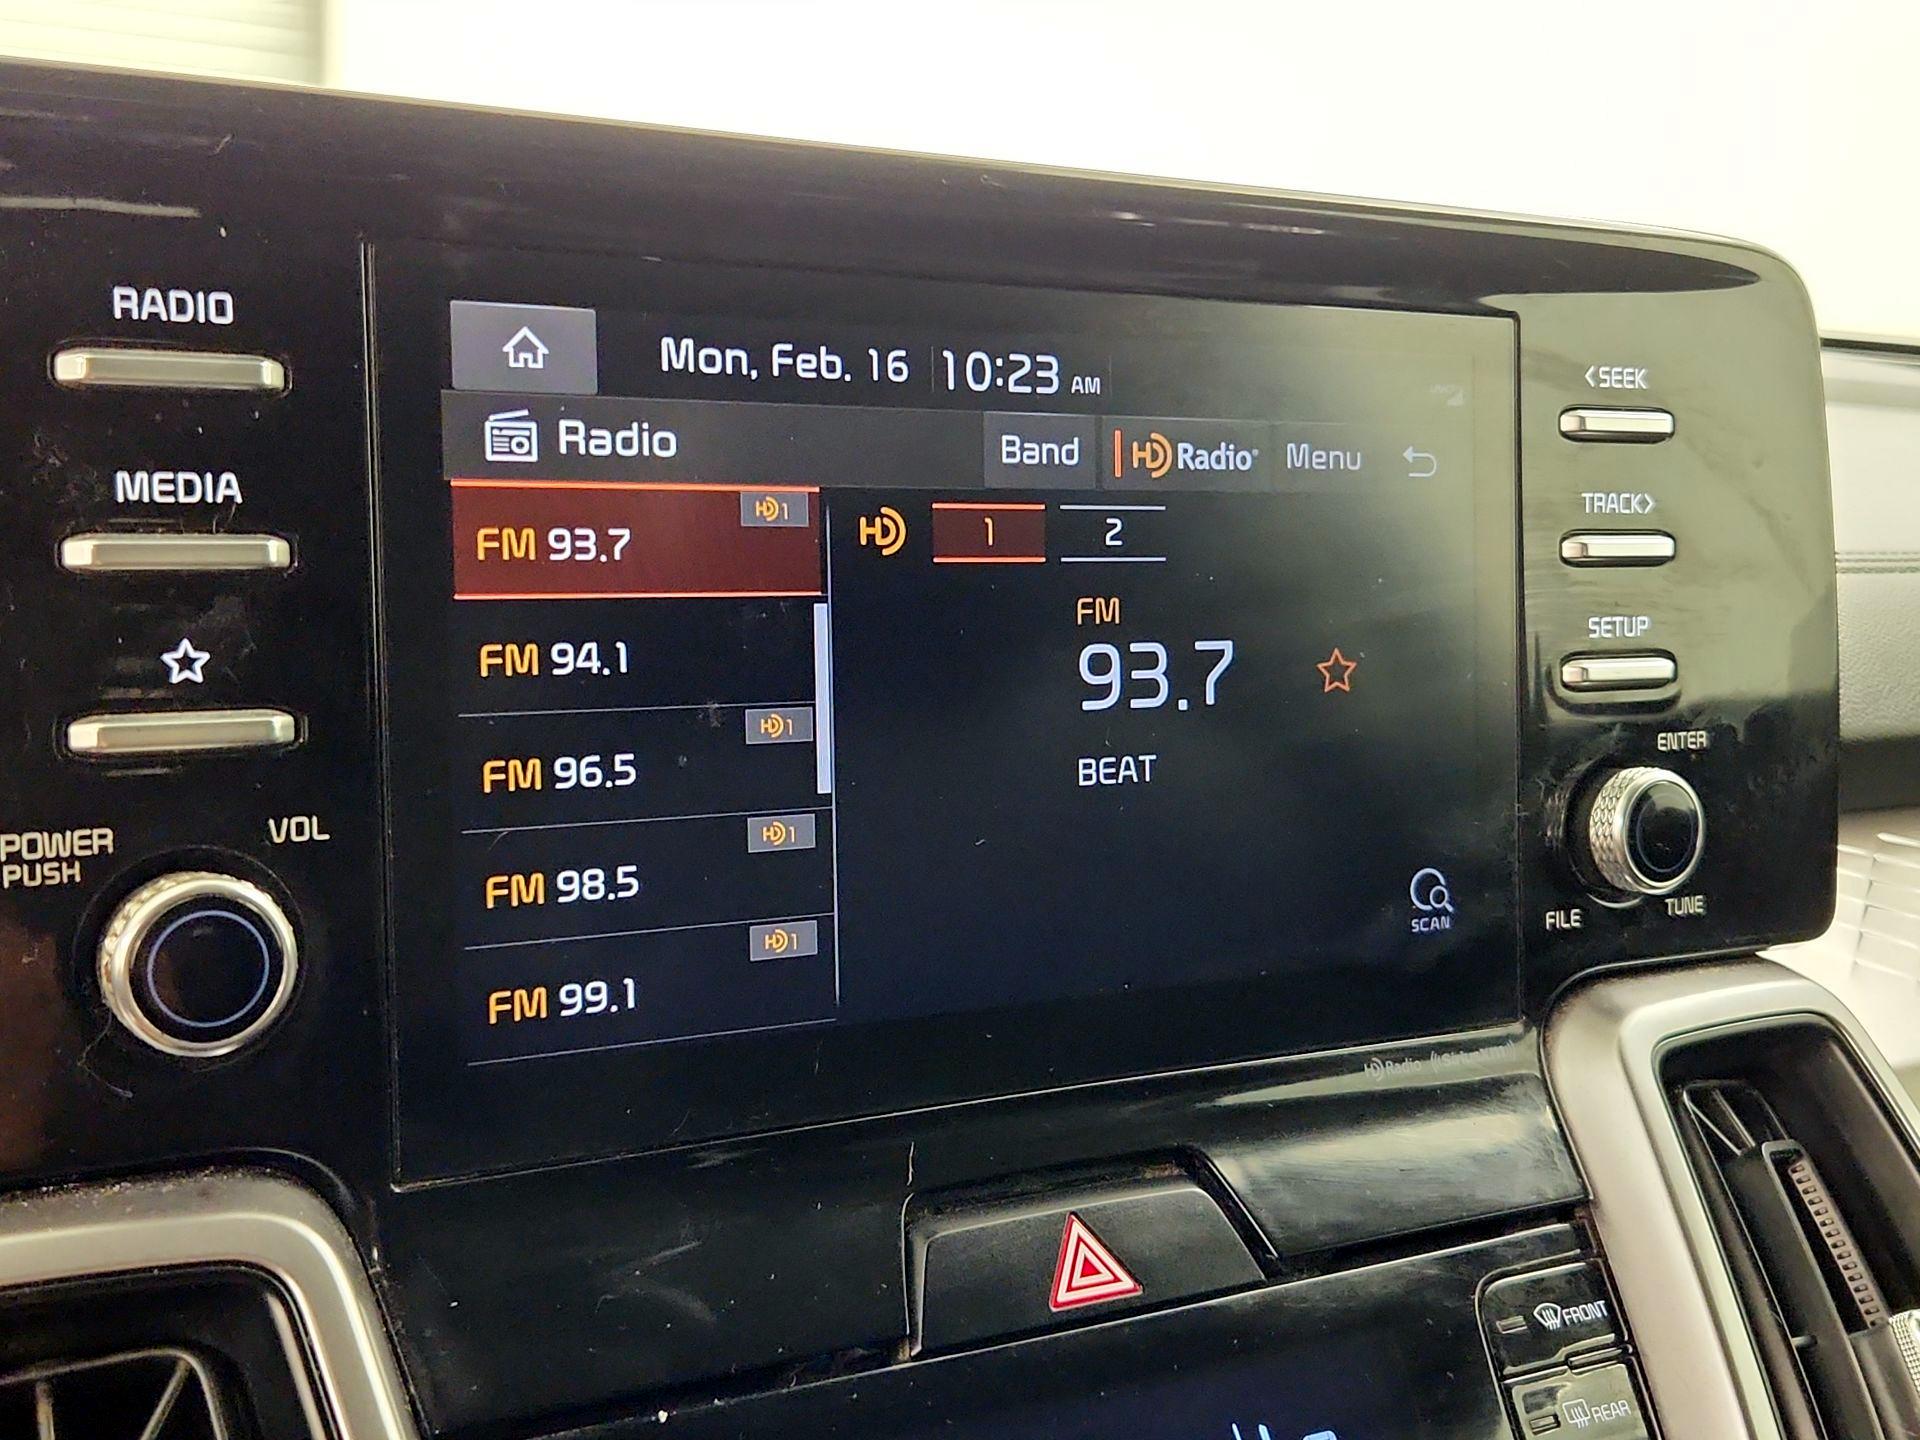 RADIO
MEDIA
POWER
PUSH
VOL
Mon, Feb. 16 10:23 AM
Radio Band HD Radio Menu
FM 93.7 HD1
FM 94.1
FM 96.5 HD1
FM 98.5 HD1
FM 99.1 HD1
HD 1 2
FM
93.7
BEAT
SCAN
<SEEK
TRACK>
SETUP
ENTER
FILE
TUNE
HD Radio
FRONT
REAR